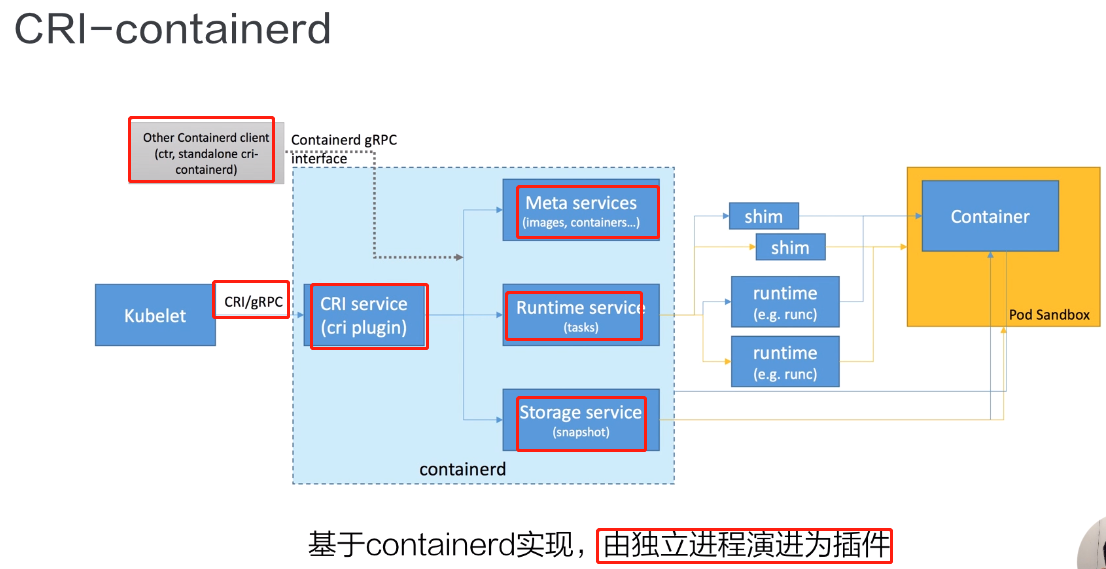 CRI-containerd
Other Containerd client
(ctr, standalone cri-
containerd)
Containerd gRPC
interface
Kubelet
CRI/gRPC
CRI service
(cri plugin)
Meta services
(images, containers...)
Runtime service
(tasks)
Storage service
(snapshot)
containerd
shim
shim
runtime
(e.g. runc)
runtime
(e.g. runc)
Container
Pod Sandbox
基于containerd实现，由独立进程演进为插件